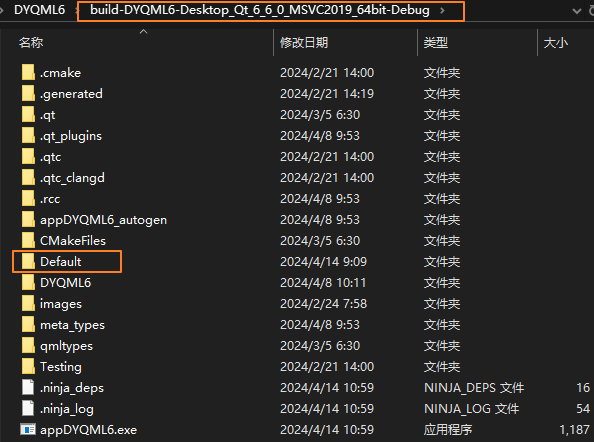 DYQML6 › build-DYQML6-Desktop_Qt_6_6_0_MSVC2019_64bit-Debug ›
名称 修改日期 类型 大小
.cmake 2024/2/21 14:00 文件夹
.generated 2024/2/21 14:19 文件夹
.qt 2024/3/5 6:30 文件夹
.qt_plugins 2024/4/8 9:53 文件夹
.qtc 2024/2/21 14:00 文件夹
.qtc_clangd 2024/2/21 14:00 文件夹
.rcc 2024/4/8 9:53 文件夹
appDYQML6_autogen 2024/4/8 9:53 文件夹
CMakeFiles 2024/3/5 6:30 文件夹
Default 2024/4/14 9:09 文件夹
DYQML6 2024/4/8 10:11 文件夹
images 2024/2/24 7:58 文件夹
meta_types 2024/4/8 9:53 文件夹
qmltypes 2024/3/5 6:30 文件夹
Testing 2024/2/21 14:00 文件夹
.ninja_deps 2024/4/14 10:59 NINJA_DEPS 文件 16
.ninja_log 2024/4/14 10:59 NINJA_LOG 文件 54
appDYQML6.exe 2024/4/14 10:59 应用程序 1,187